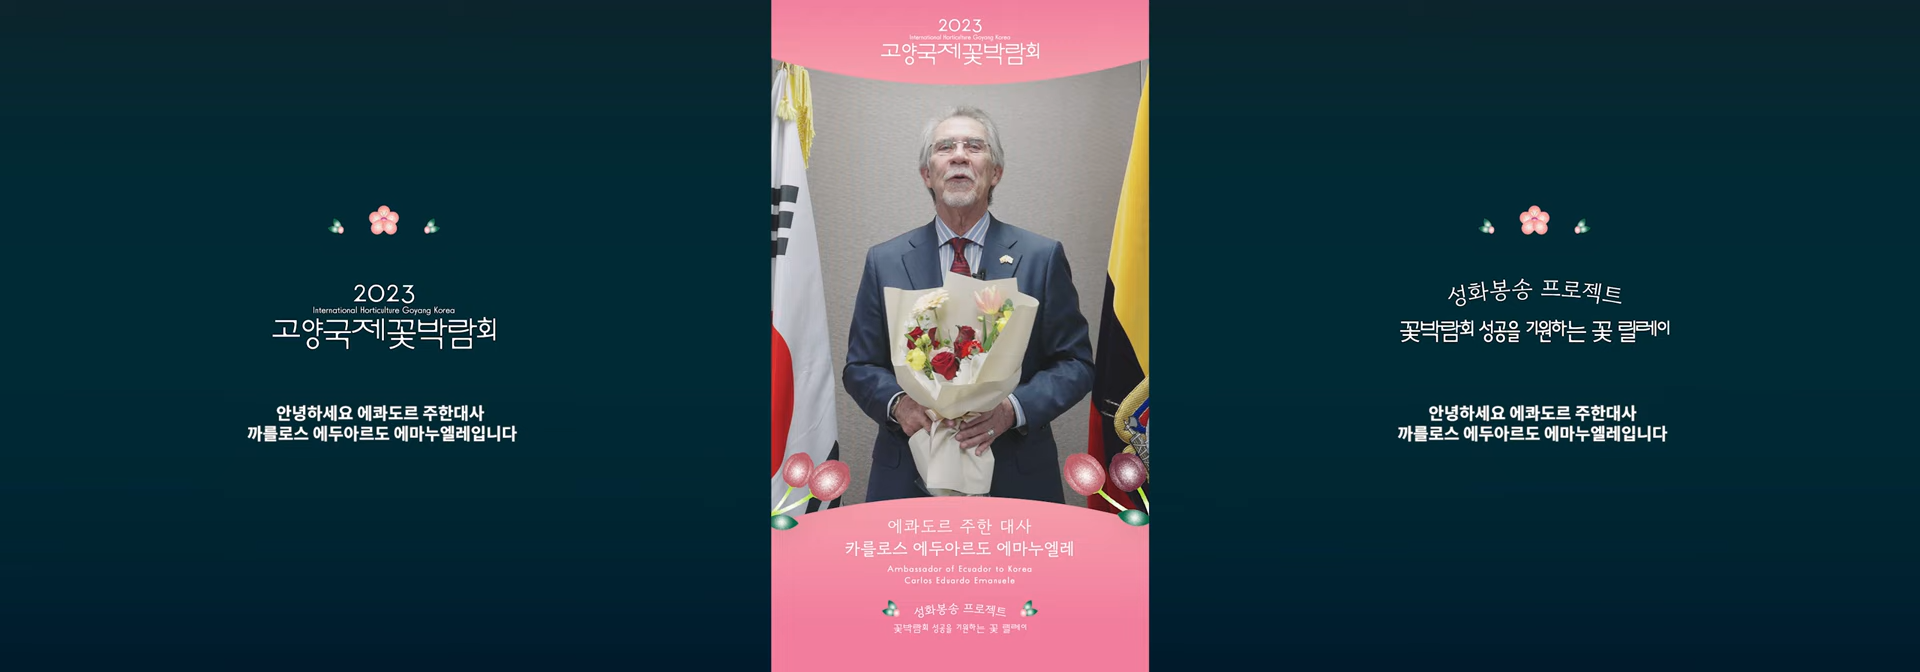 2023
International Horticulture Goyang Korea
고양국제꽃박람회
안녕하세요 에콰도르 주한대사
까를로스 에두아르도 에마누엘레입니다
2023
International Horticulture Goyang Korea
고양국제꽃박람회
에콰도르 주한 대사
카를로스 에두아르도 에마누엘레
Ambassador of Ecuador to Korea
Carlos Eduardo Emanuele
성화봉송 프로젝트
꽃박람회 성공을 기원하는 꽃 릴레이
성화봉송 프로젝트
꽃박람회 성공을 기원하는 꽃 릴레이
안녕하세요 에콰도르 주한대사
까를로스 에두아르도 에마누엘레입니다